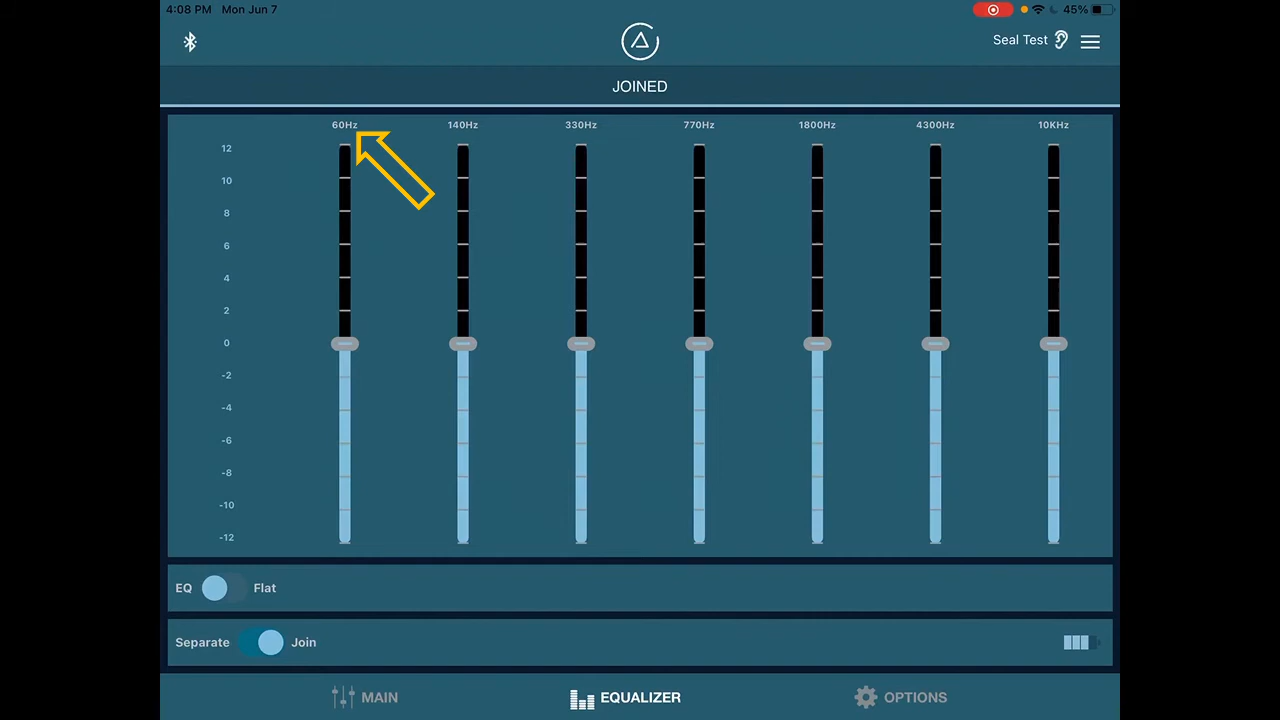 4:08 PM Mon Jun 7 45%
Seal Test
JOINED
60Hz 140Hz 330Hz 770Hz 1800Hz 4300Hz 10KHz
12
10
8
6
4
2
0
-2
-4
-6
-8
-10
-12
EQ Flat
Separate Join
MAIN EQUALIZER OPTIONS